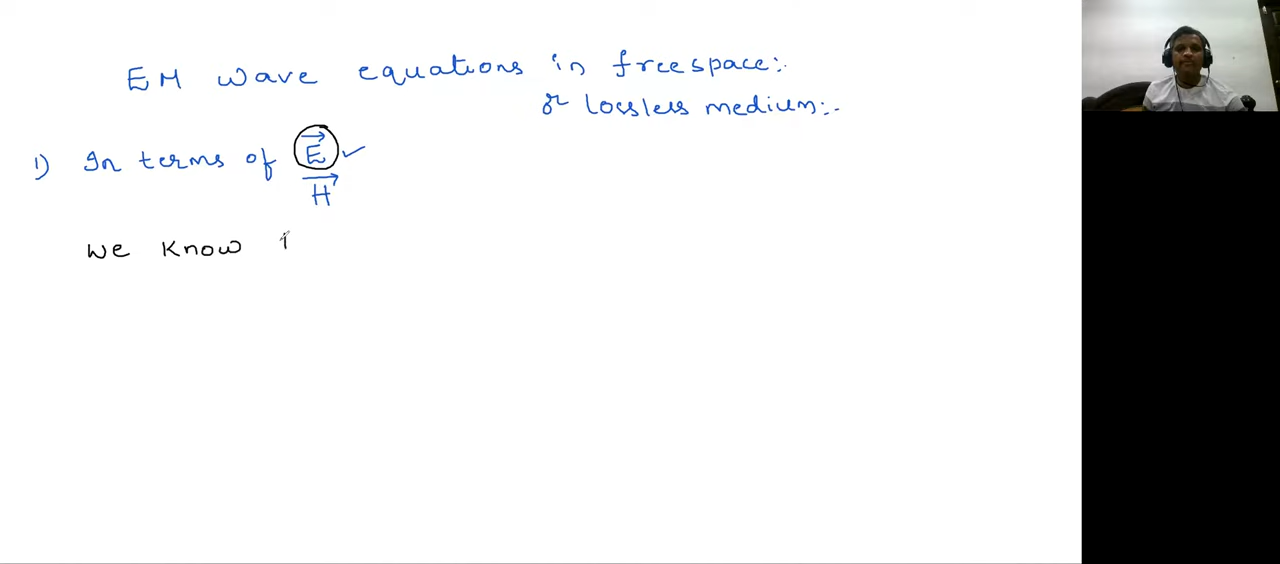 EM wave equations in freespace:-
or lossless medium:-
1) In terms of E
H
We Know